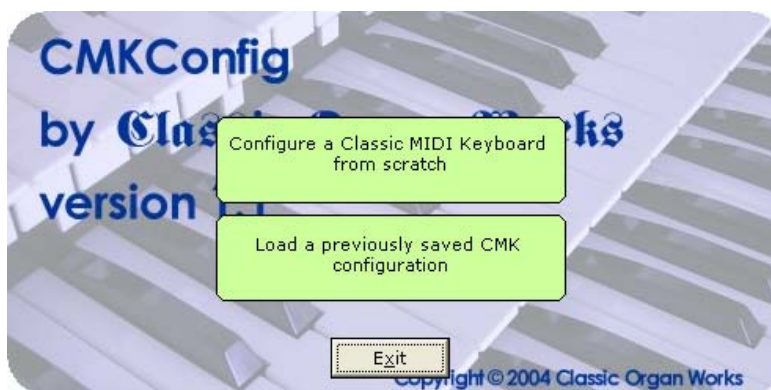 CMKConfig
by
Configure a Classic MIDI Keyboard
from scratch
version
Load a previously saved CMK
configuration
Exit
Copyright © 2004 Classic Organ Works